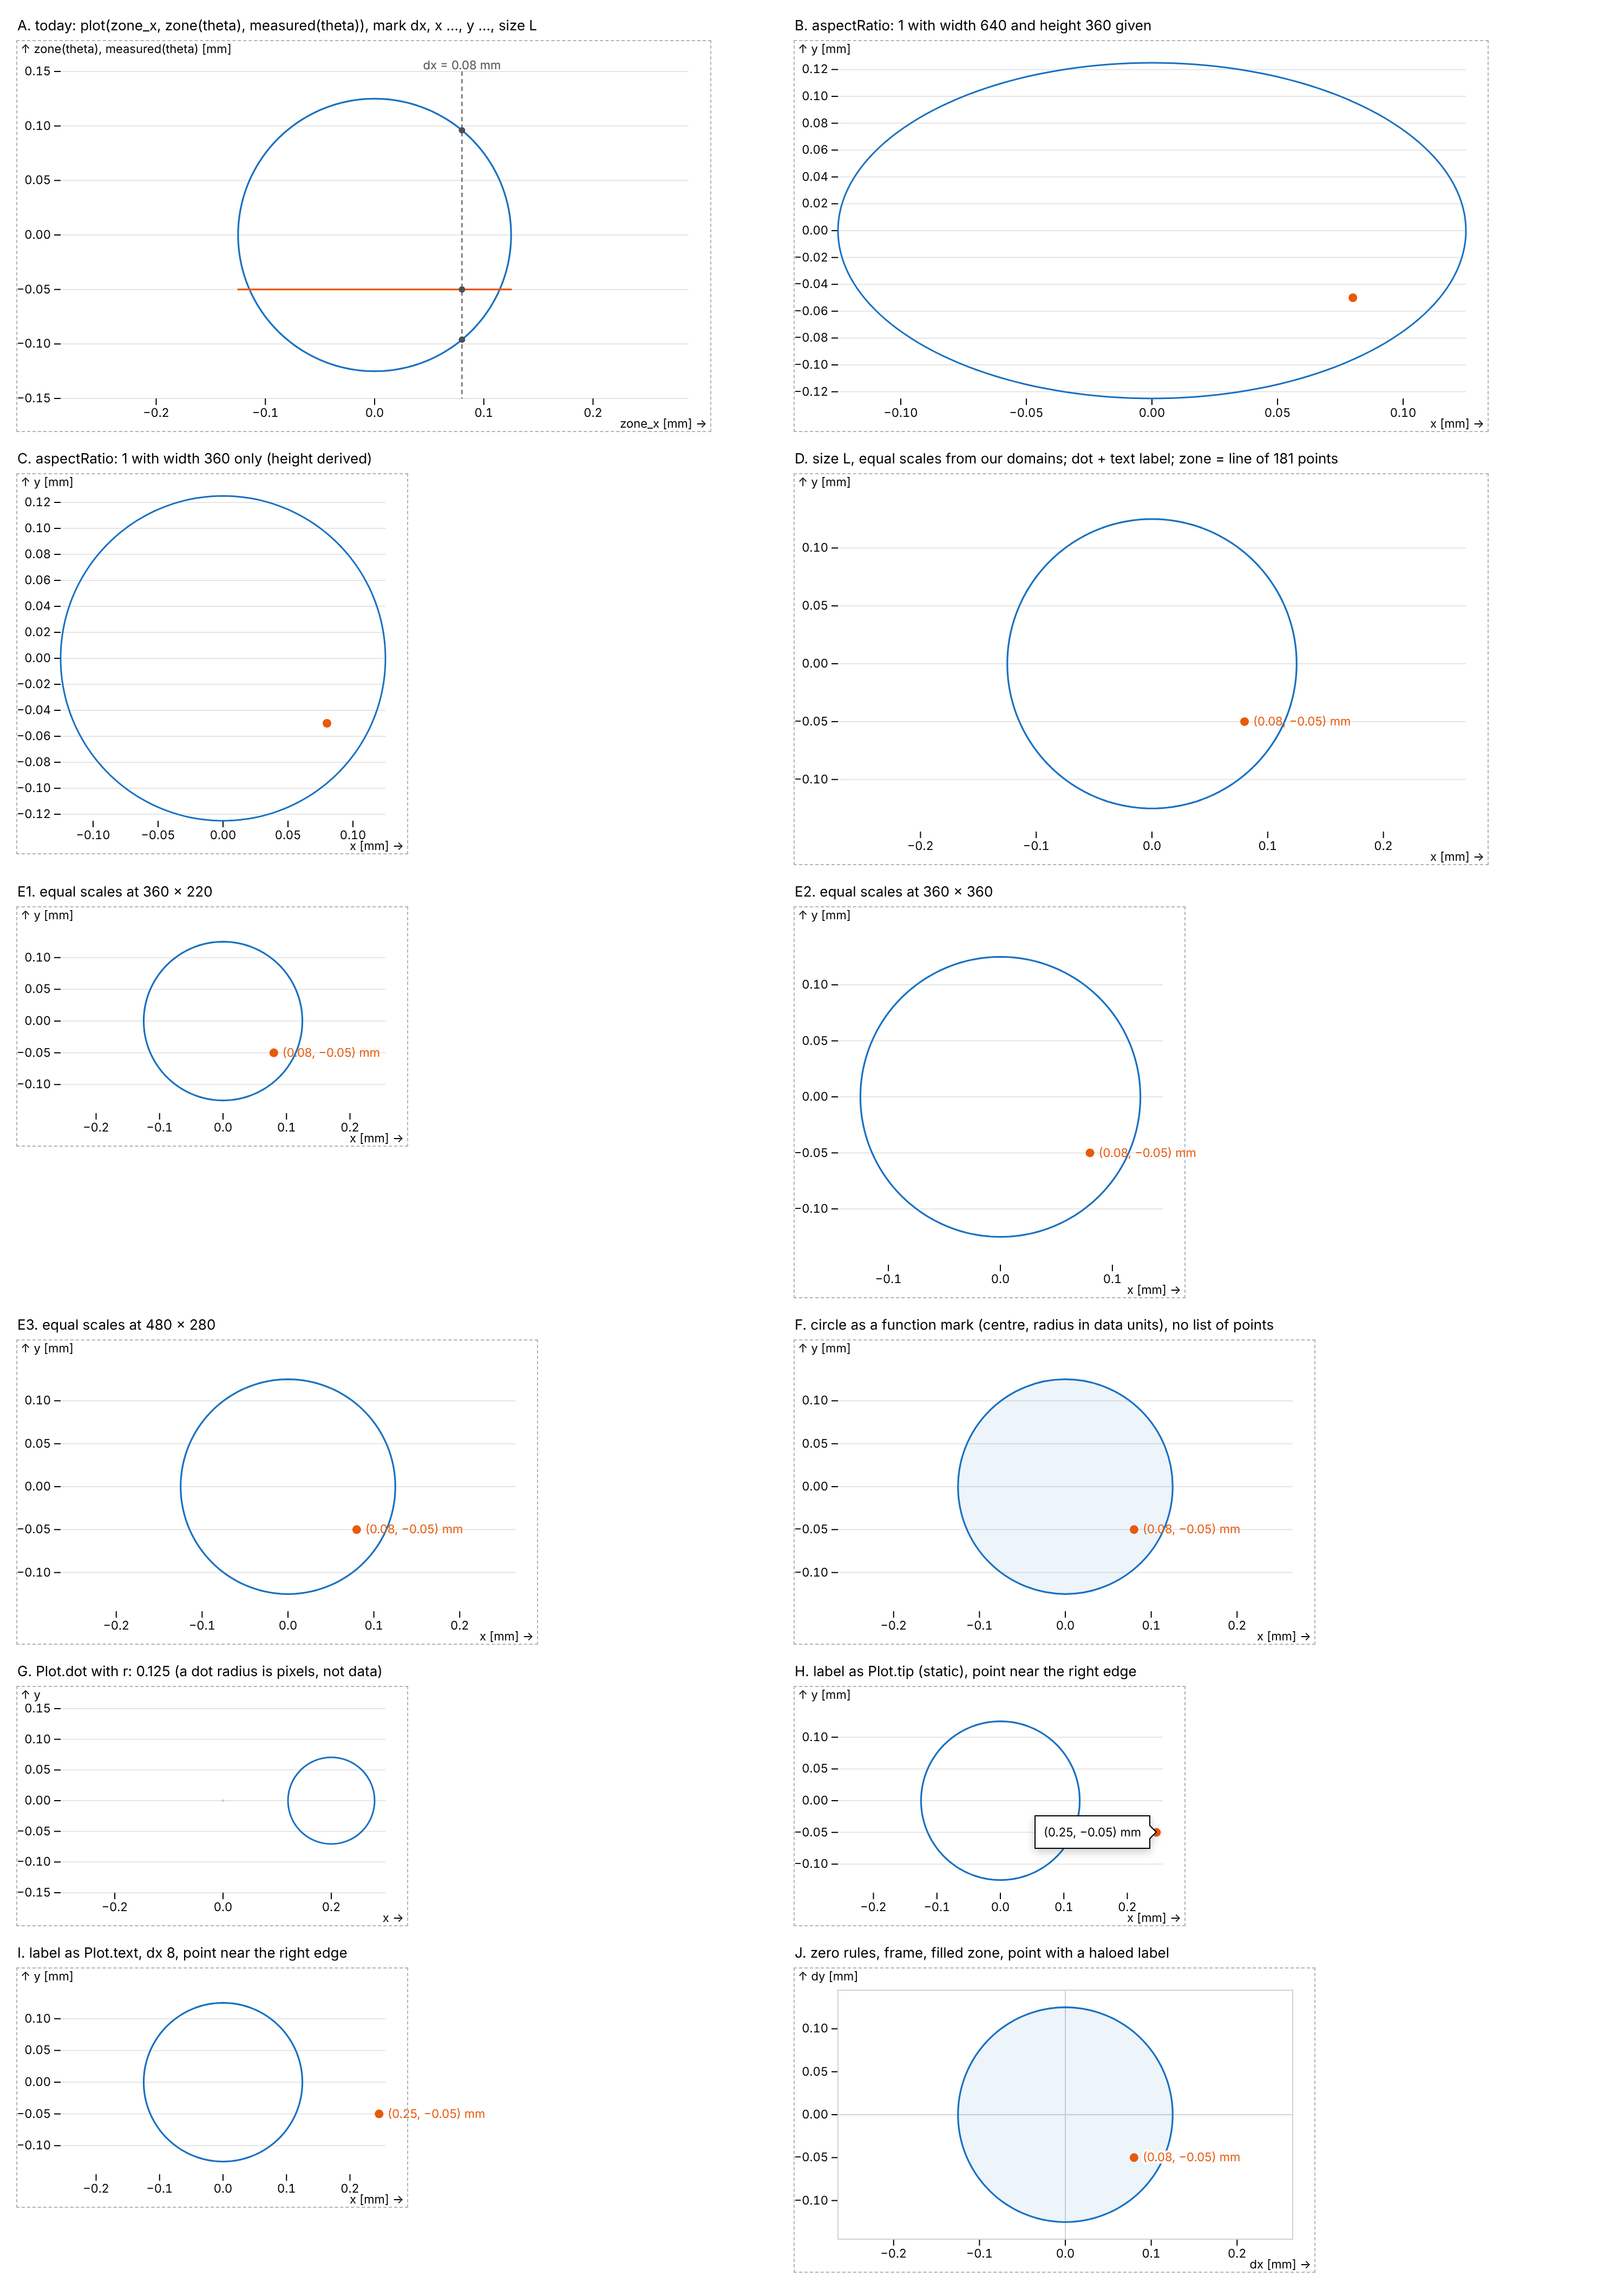 A. today: plot(zone_x, zone(theta), measured(theta)), mark dx, x ..., y ..., size L
↑ zone(theta), measured(theta) [mm]
dx = 0.08 mm
0.15
0.10
0.05
0.00
−0.05
−0.10
−0.15
−0.2 −0.1 0.0 0.1 0.2
zone_x [mm] →
B. aspectRatio: 1 with width 640 and height 360 given
↑ y [mm]
0.12
0.10
0.08
0.06
0.04
0.02
0.00
−0.02
−0.04
−0.06
−0.08
−0.10
−0.12
−0.10 −0.05 0.00 0.05 0.10
x [mm] →
C. aspectRatio: 1 with width 360 only (height derived)
↑ y [mm]
0.12
0.10
0.08
0.06
0.04
0.02
0.00
−0.02
−0.04
−0.06
−0.08
−0.10
−0.12
−0.10 −0.05 0.00 0.05 0.10
x [mm] →
D. size L, equal scales from our domains; dot + text label; zone = line of 181 points
↑ y [mm]
0.10
0.05
0.00
−0.05
(0.08, −0.05) mm
−0.10
−0.2 −0.1 0.0 0.1 0.2
x [mm] →
E1. equal scales at 360 × 220
↑ y [mm]
0.10
0.05
0.00
−0.05
(0.08, −0.05) mm
−0.10
−0.2 −0.1 0.0 0.1 0.2
x [mm] →
E2. equal scales at 360 × 360
↑ y [mm]
0.10
0.05
0.00
−0.05
(0.08, −0.05) mm
−0.10
−0.1 0.0 0.1
x [mm] →
E3. equal scales at 480 × 280
↑ y [mm]
0.10
0.05
0.00
−0.05
(0.08, −0.05) mm
−0.10
−0.2 −0.1 0.0 0.1 0.2
x [mm] →
F. circle as a function mark (centre, radius in data units), no list of points
↑ y [mm]
0.10
0.05
0.00
−0.05
(0.08, −0.05) mm
−0.10
−0.2 −0.1 0.0 0.1 0.2
x [mm] →
G. Plot.dot with r: 0.125 (a dot radius is pixels, not data)
↑ y
0.15
0.10
0.05
0.00
−0.05
−0.10
−0.15
−0.2 0.0 0.2
x →
H. label as Plot.tip (static), point near the right edge
↑ y [mm]
0.10
0.05
0.00
−0.05
(0.25, −0.05) mm
−0.10
−0.2 −0.1 0.0 0.1 0.2
x [mm] →
I. label as Plot.text, dx 8, point near the right edge
↑ y [mm]
0.10
0.05
0.00
−0.05
(0.25, −0.05) mm
−0.10
−0.2 −0.1 0.0 0.1 0.2
x [mm] →
J. zero rules, frame, filled zone, point with a haloed label
↑ dy [mm]
0.10
0.05
0.00
−0.05
(0.08, −0.05) mm
−0.10
−0.2 −0.1 0.0 0.1 0.2
dx [mm] →